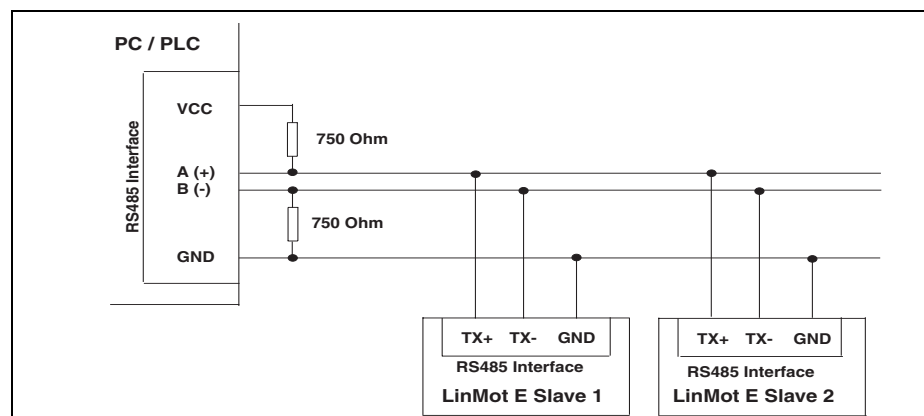 PC / PLC
RS485 Interface
VCC
750 Ohm
A (+)
B (-)
750 Ohm
GND
TX+ TX- GND
RS485 Interface
LinMot E Slave 1
TX+ TX- GND
RS485 Interface
LinMot E Slave 2